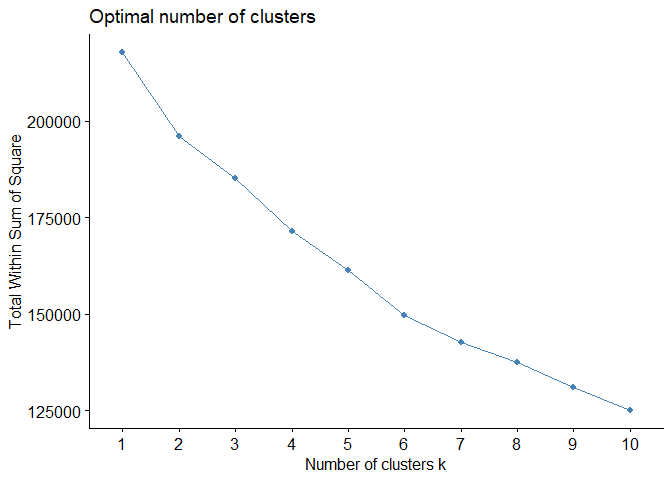 Optimal number of clusters
Total Within Sum of Square
200000
175000
150000
125000
1 2 3 4 5 6 7 8 9 10
Number of clusters k